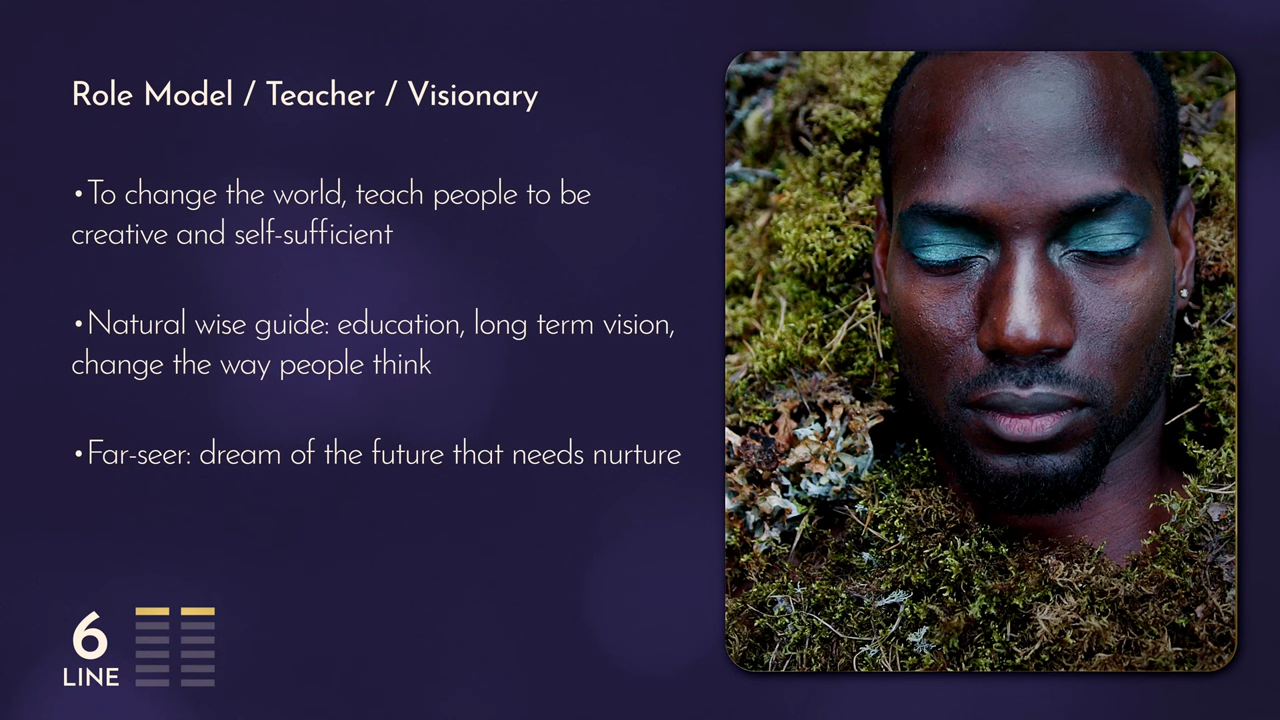 Role Model / Teacher / Visionary
•To change the world, teach people to be
creative and self-sufficient
•Natural wise guide: education, long term vision,
change the way people think
•Far-seer: dream of the future that needs nurture
6
LINE